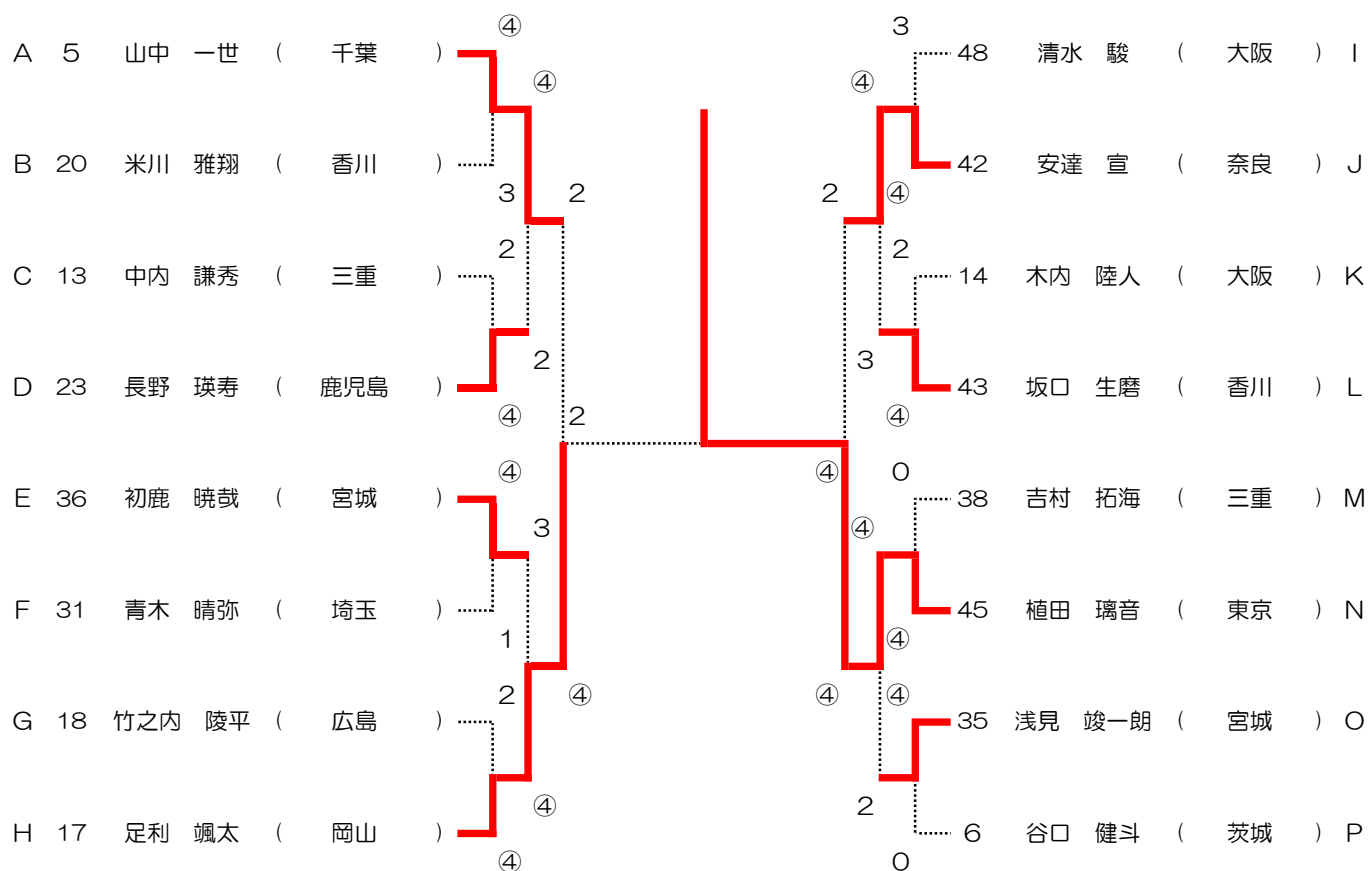 ④ 3
A 5 山中 一世 ( 千葉 ) 48 清水 駿 ( 大阪 ) I
④ ④
B 20 米川 雅翔 ( 香川 ) 42 安達 宣 ( 奈良 ) J
3 2 2 ④
2 2
C 13 中内 謙秀 ( 三重 ) 14 木内 陸人 ( 大阪 ) K
2 3
D 23 長野 瑛寿 ( 鹿児島 ) 43 坂口 生磨 ( 香川 ) L
④ 2 ④
④ ④ 0
E 36 初鹿 暁哉 ( 宮城 ) 38 吉村 拓海 ( 三重 ) M
3 ④
F 31 青木 晴弥 ( 埼玉 ) 45 植田 璃音 ( 東京 ) N
1 ④
2 ④ ④ ④
G 18 竹之内 陵平 ( 広島 ) 35 浅見 竣一朗 ( 宮城 ) O
④ 2
H 17 足利 颯太 ( 岡山 ) 6 谷口 健斗 ( 茨城 ) P
④ 0